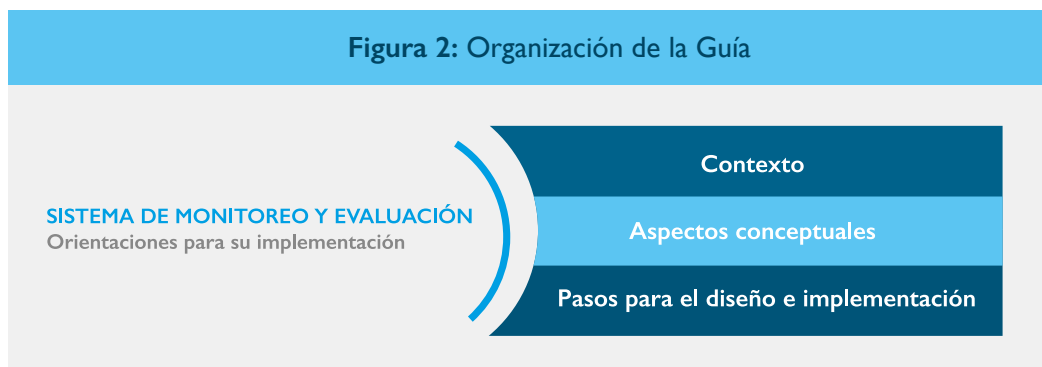 Figura 2: Organización de la Guía
SISTEMA DE MONITOREO Y EVALUACIÓN
Orientaciones para su implementación
Contexto
Aspectos conceptuales
Pasos para el diseño e implementación